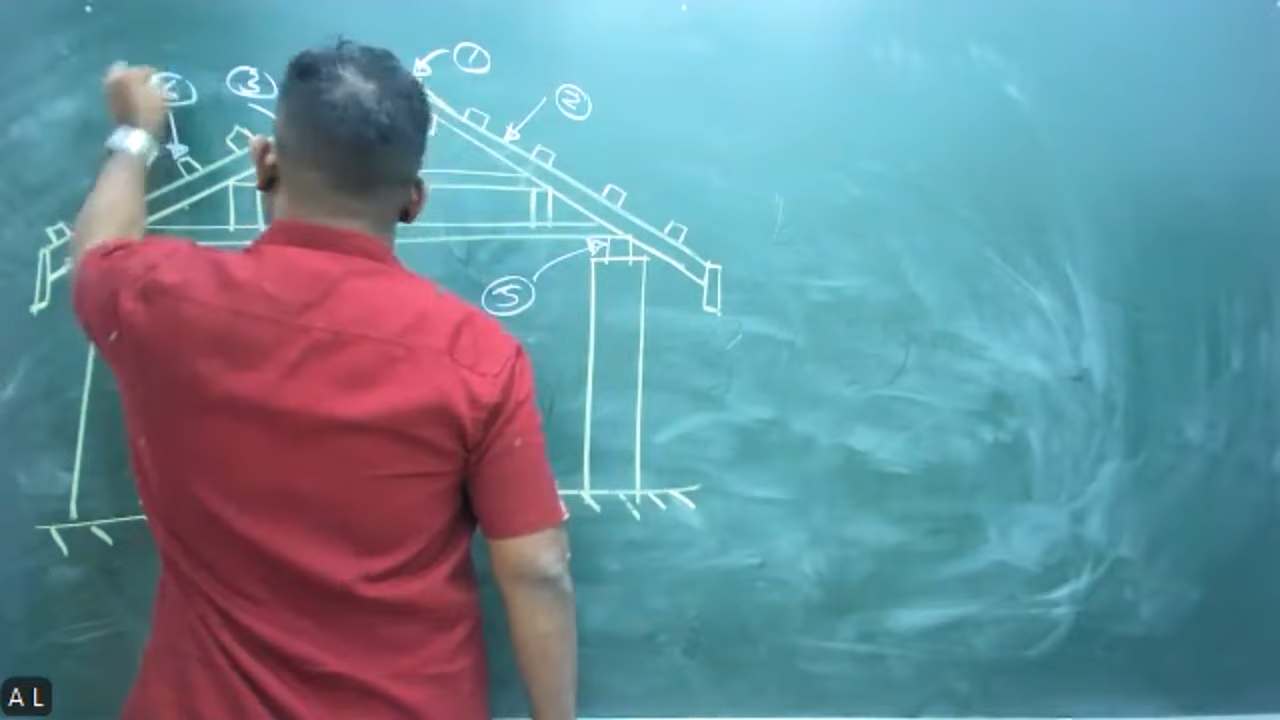 ①
②
③
⑤
A L